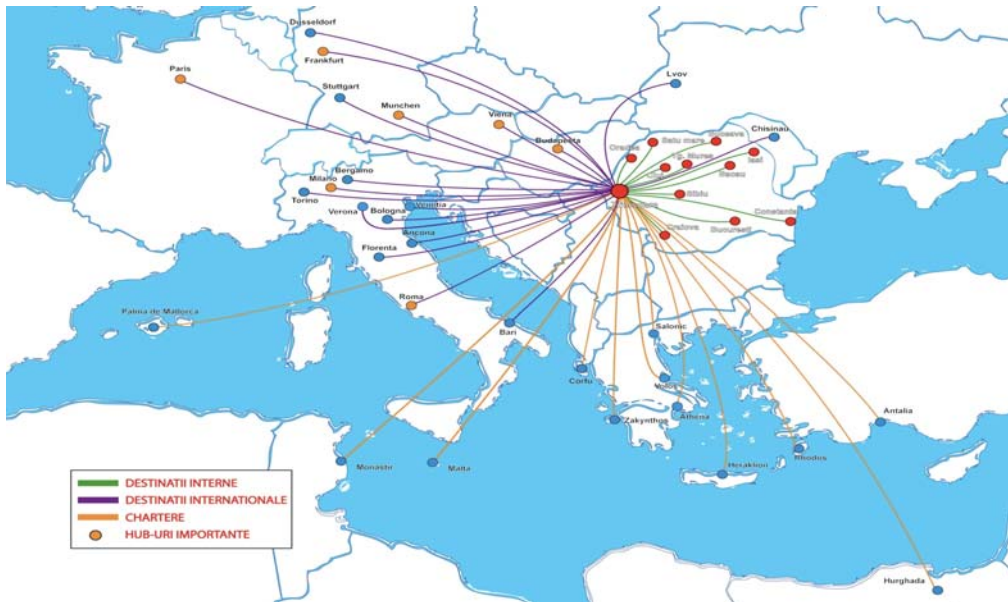 Dusseldorf
Frankfurt
Paris
Stuttgart
Munchen
Viena
Budapesta
Lvov
Chisinau
Oradea
Satu mare
Suceava
Cluj
Tg. Mures
Iasi
Bacau
Sibiu
Constanta
Bucuresti
Craiova
Bergamo
Milano
Torino
Verona
Bologna
Venetia
Ancona
Florenta
Roma
Bari
Palma de Mallorca
Salonic
Corfu
Volos
Zakynthos
Athena
Antalia
Rhodos
Heraklion
Monastir
Malta
Hurghada
DESTINATII INTERNE
DESTINATII INTERNATIONALE
CHARTERE
HUB-URI IMPORTANTE